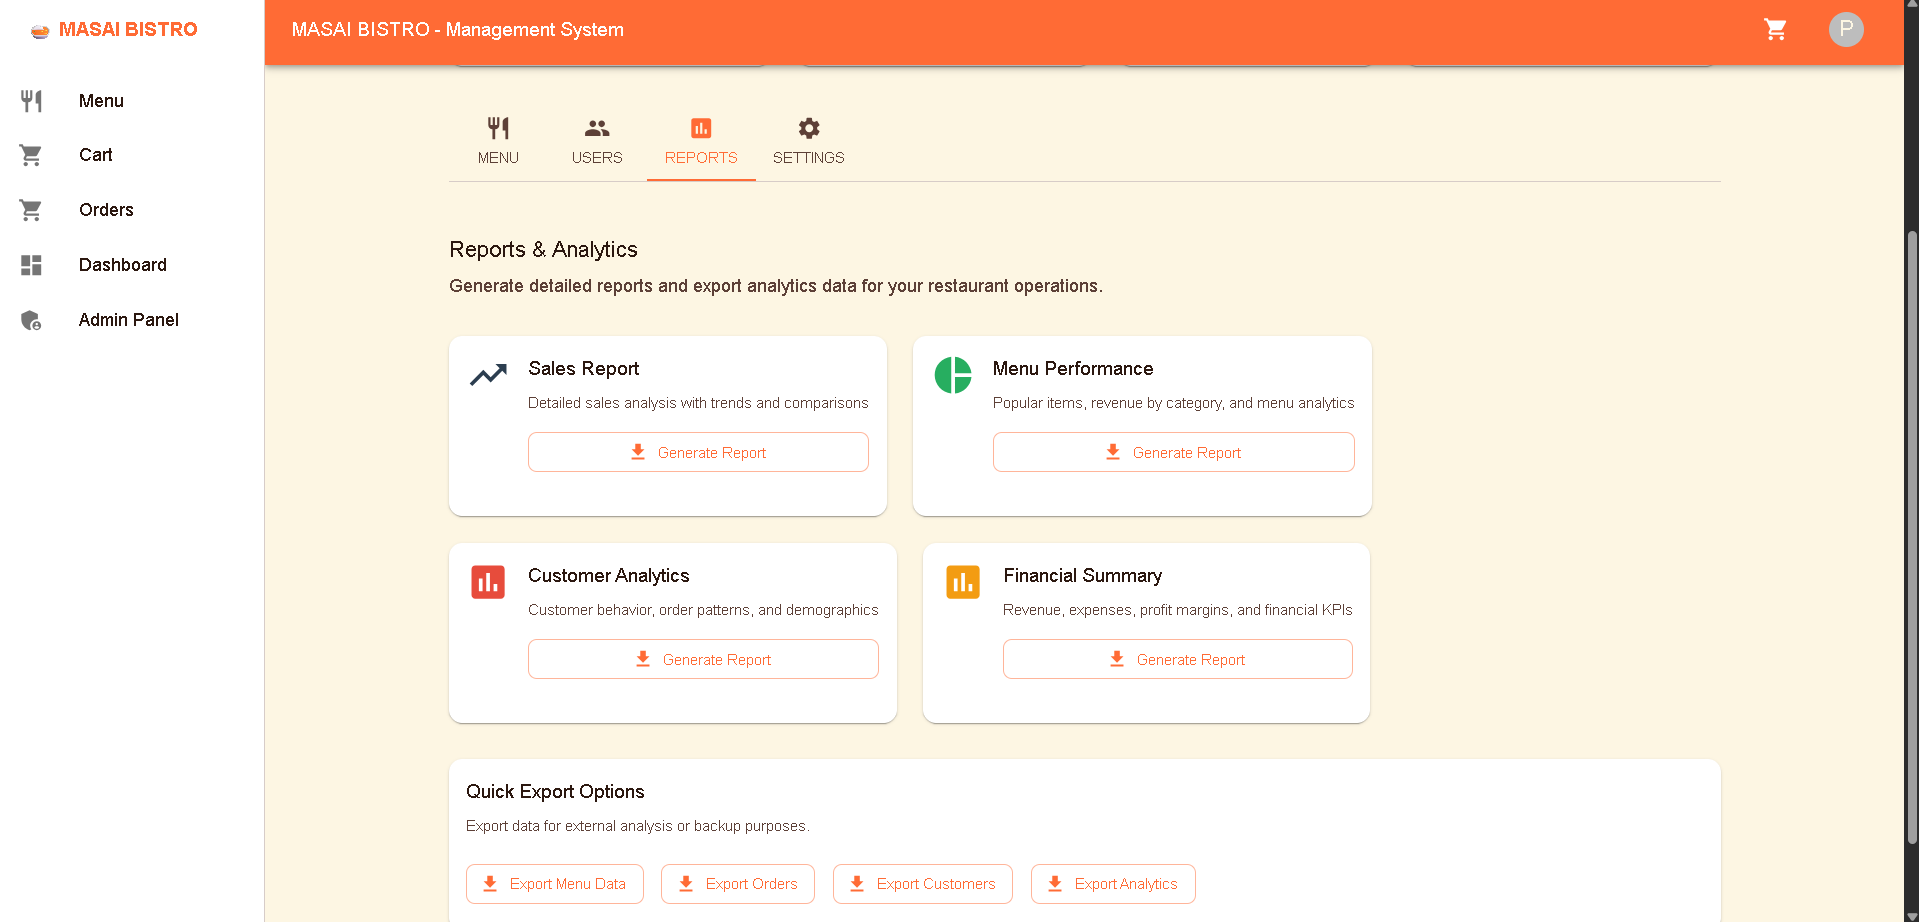 MASAI BISTRO
MASAI BISTRO - Management System
P
Menu
Cart
Orders
Dashboard
Admin Panel
MENU
USERS
REPORTS
SETTINGS
Reports & Analytics
Generate detailed reports and export analytics data for your restaurant operations.
Sales Report
Detailed sales analysis with trends and comparisons
Generate Report
Menu Performance
Popular items, revenue by category, and menu analytics
Generate Report
Customer Analytics
Customer behavior, order patterns, and demographics
Generate Report
Financial Summary
Revenue, expenses, profit margins, and financial KPIs
Generate Report
Quick Export Options
Export data for external analysis or backup purposes.
Export Menu Data
Export Orders
Export Customers
Export Analytics